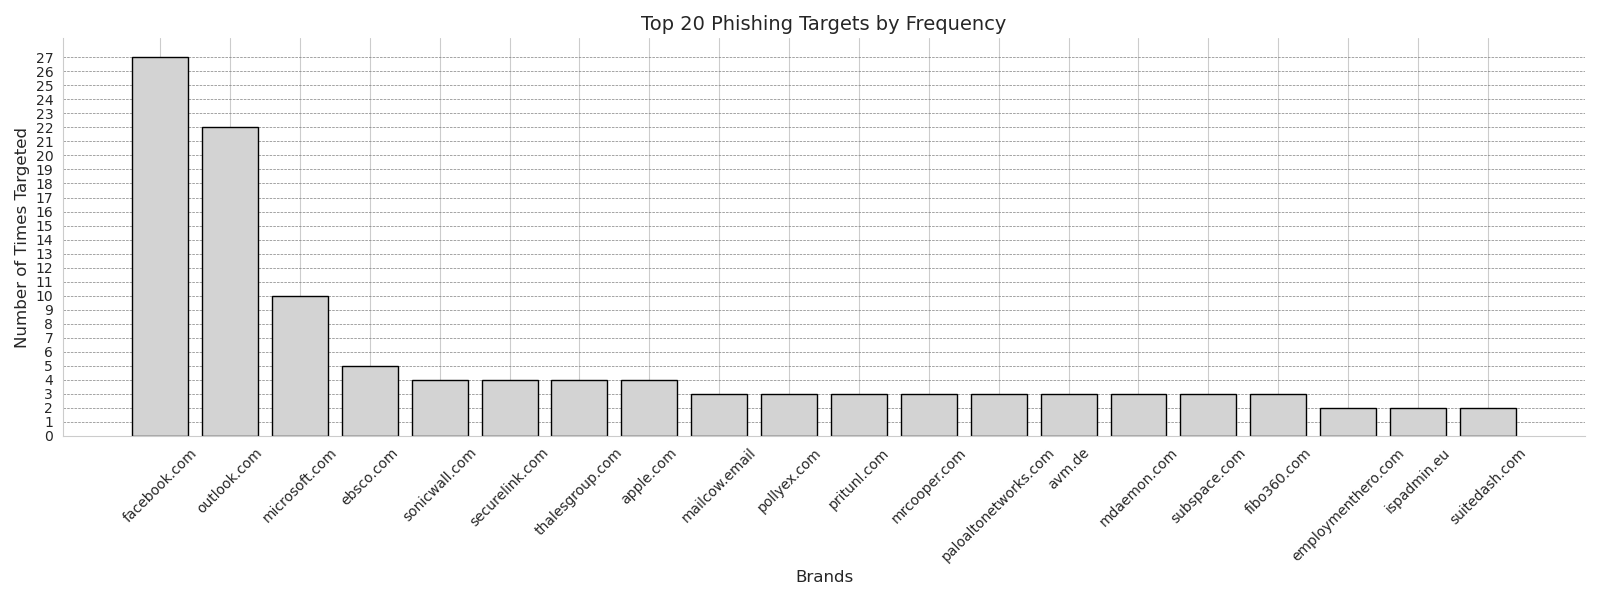 Top 20 Phishing Targets by Frequency
Number of Times Targeted
27
26
25
24
23
22
21
20
19
18
17
16
15
14
13
12
11
10
9
8
7
6
5
4
3
2
1
0
facebook.com
outlook.com
microsoft.com
ebsco.com
sonicwall.com
securelink.com
thalesgroup.com
apple.com
mailcow.email
pollyex.com
pritunl.com
mrcooper.com
paloaltonetworks.com
avm.de
mdaemon.com
subspace.com
fibo360.com
employmenthero.com
ispadmin.eu
suitedash.com
Brands